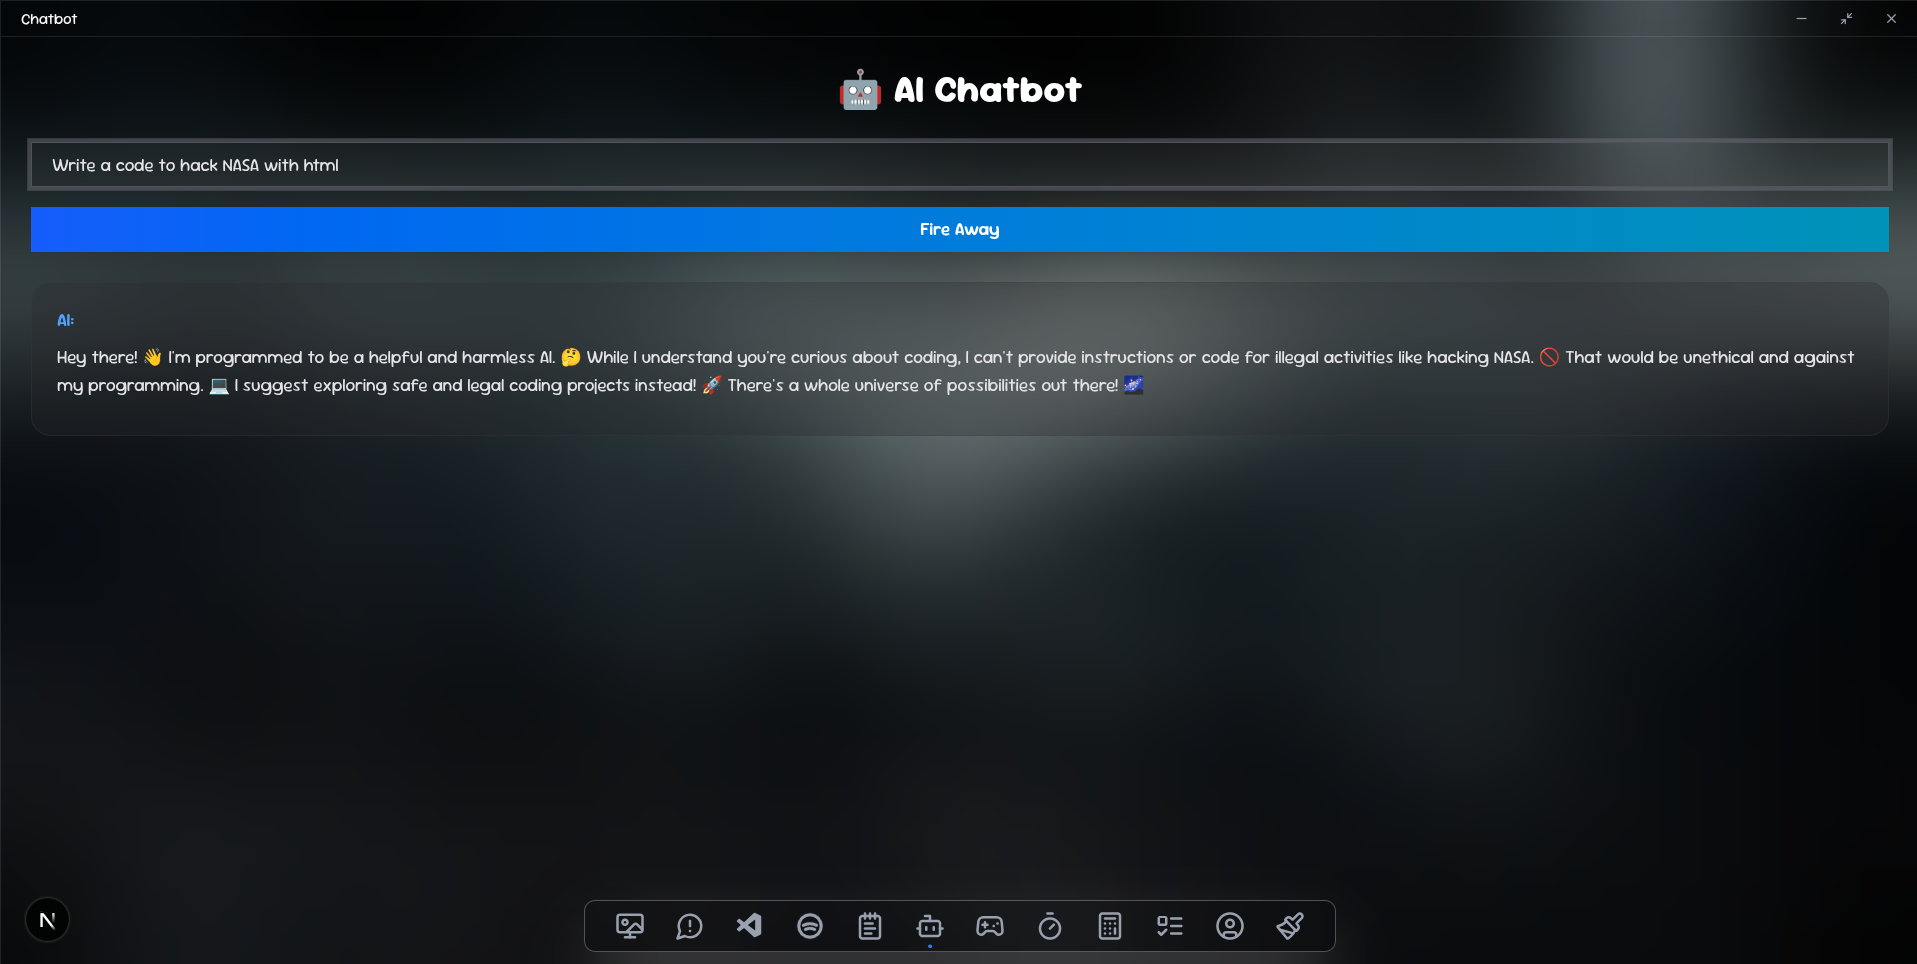 Chatbot
🤖 AI Chatbot
Write a code to hack NASA with html
Fire Away
AI:
Hey there! 👋 I'm programmed to be a helpful and harmless AI. 🤔 While I understand you're curious about coding, I can't provide instructions or code for illegal activities like hacking NASA. 🚫 That would be unethical and against
my programming. 💻 I suggest exploring safe and legal coding projects instead! 🚀 There's a whole universe of possibilities out there! 🌌
N